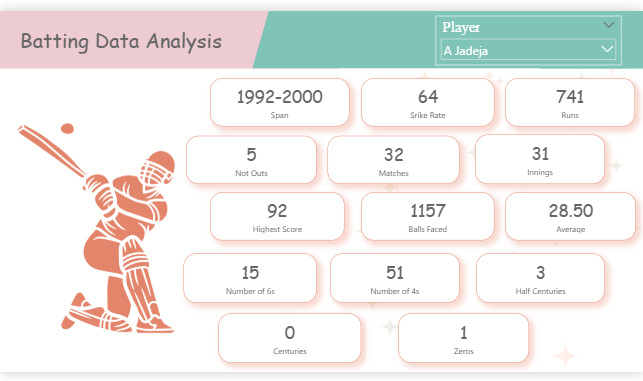 Batting Data Analysis
Player
A Jadeja
1992-2000
Span
64
Srike Rate
741
Runs
5
Not Outs
32
Matches
31
Innings
92
Highest Score
1157
Balls Faced
28.50
Average
15
Number of 6s
51
Number of 4s
3
Half Centuries
0
Centuries
1
Zeros